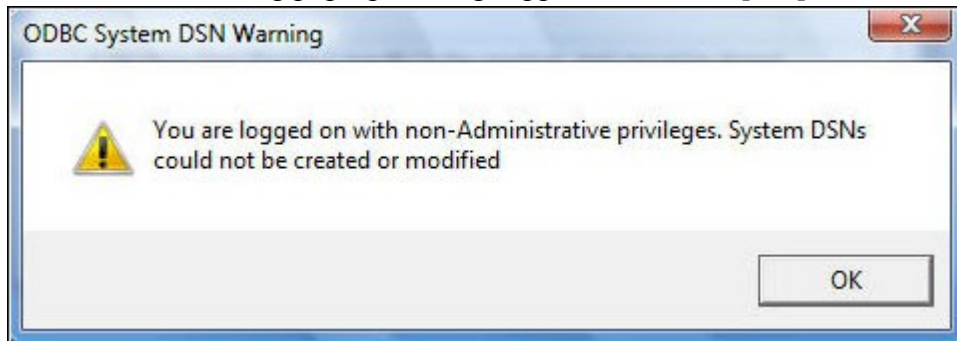 ODBC System DSN Warning
You are logged on with non-Administrative privileges. System DSNs
could not be created or modified
OK